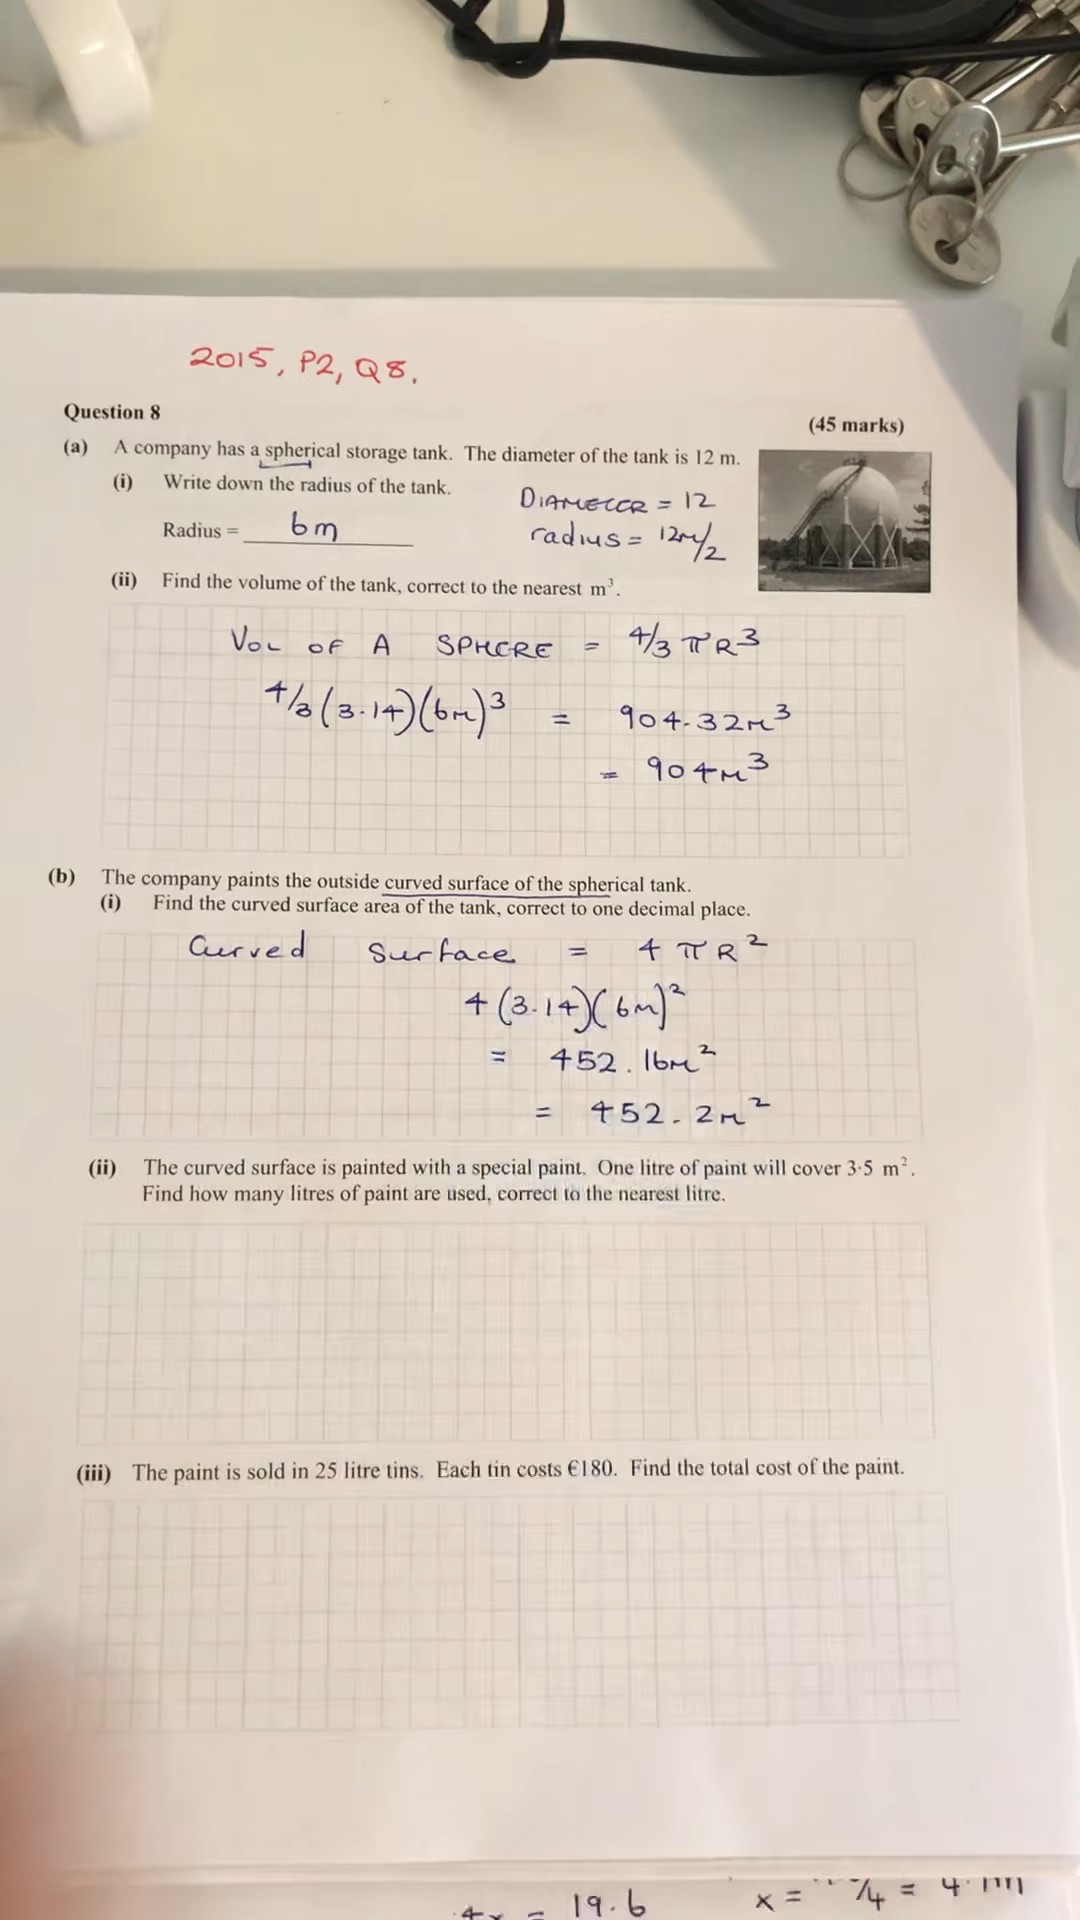 2015, P2, Q8.
Question 8
(45 marks)
(a) A company has a spherical storage tank. The diameter of the tank is 12 m.
(i) Write down the radius of the tank.
DIAMETER = 12
Radius = 6m
radius = 12m/2
(ii) Find the volume of the tank, correct to the nearest m³.
VOL OF A SPHERE = 4/3 πR³
4/3 (3.14)(6m)³ = 904.32m³
= 904m³
(b) The company paints the outside curved surface of the spherical tank.
(i) Find the curved surface area of the tank, correct to one decimal place.
Curved Surface = 4 πR²
4 (3.14)(6m)²
= 452.16m²
= 452.2m²
(ii) The curved surface is painted with a special paint. One litre of paint will cover 3·5 m².
Find how many litres of paint are used, correct to the nearest litre.
(iii) The paint is sold in 25 litre tins. Each tin costs €180. Find the total cost of the paint.
= 19.6
x = /4 = 4.